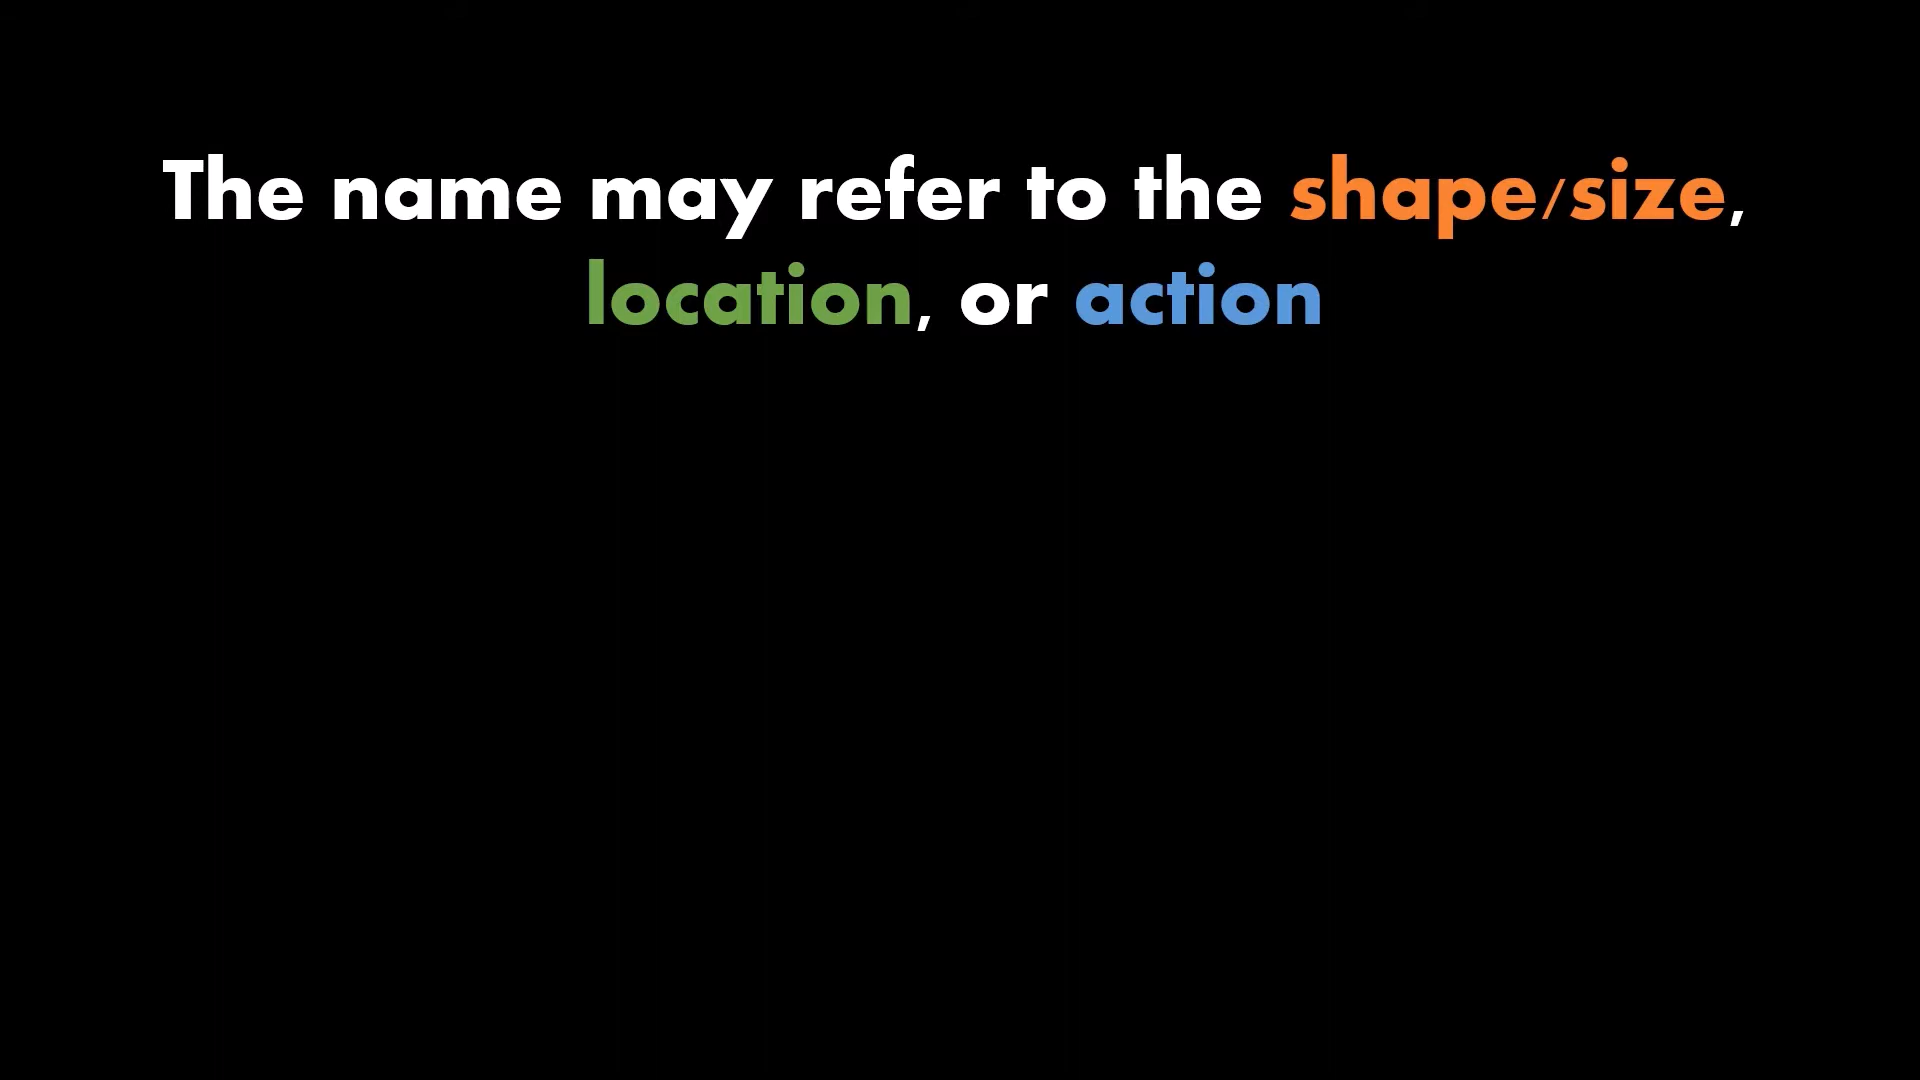 The name may refer to the shape/size,
location, or action